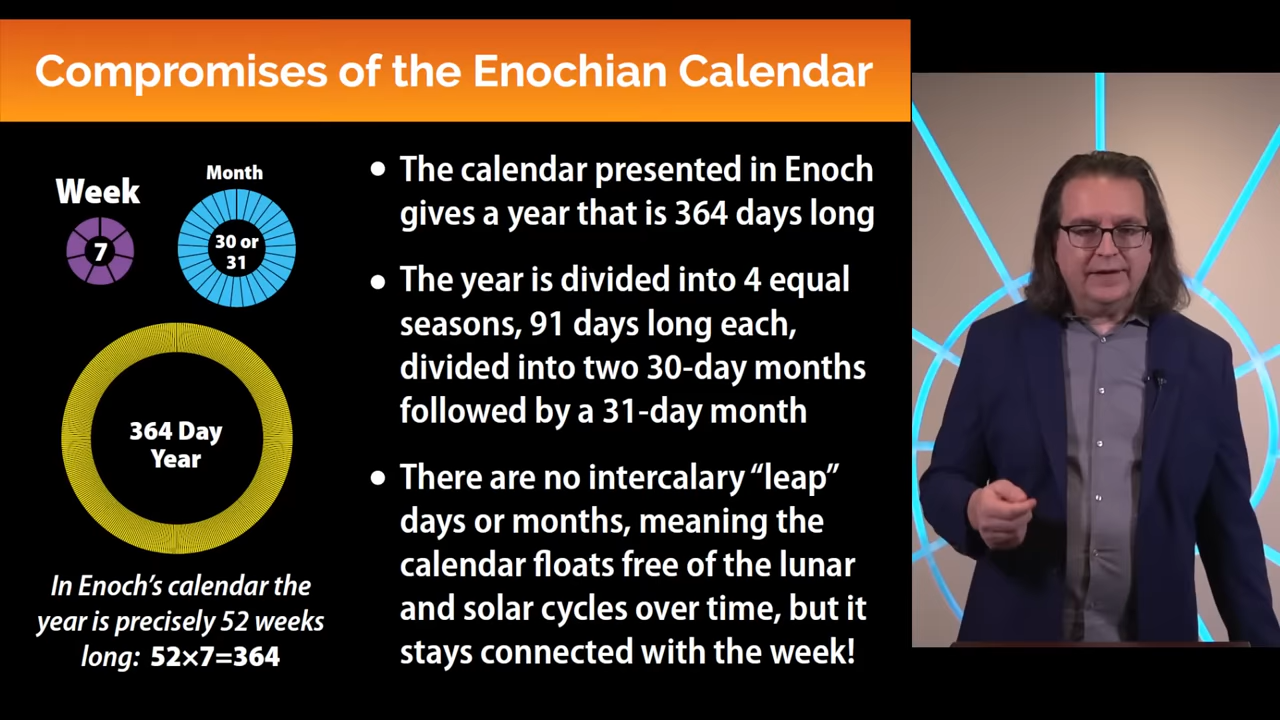 Compromises of the Enochian Calendar
Week
7
Month
30 or
31
364 Day
Year
In Enoch's calendar the
year is precisely 52 weeks
long: 52×7=364
• The calendar presented in Enoch
gives a year that is 364 days long
• The year is divided into 4 equal
seasons, 91 days long each,
divided into two 30-day months
followed by a 31-day month
• There are no intercalary “leap”
days or months, meaning the
calendar floats free of the lunar
and solar cycles over time, but it
stays connected with the week!